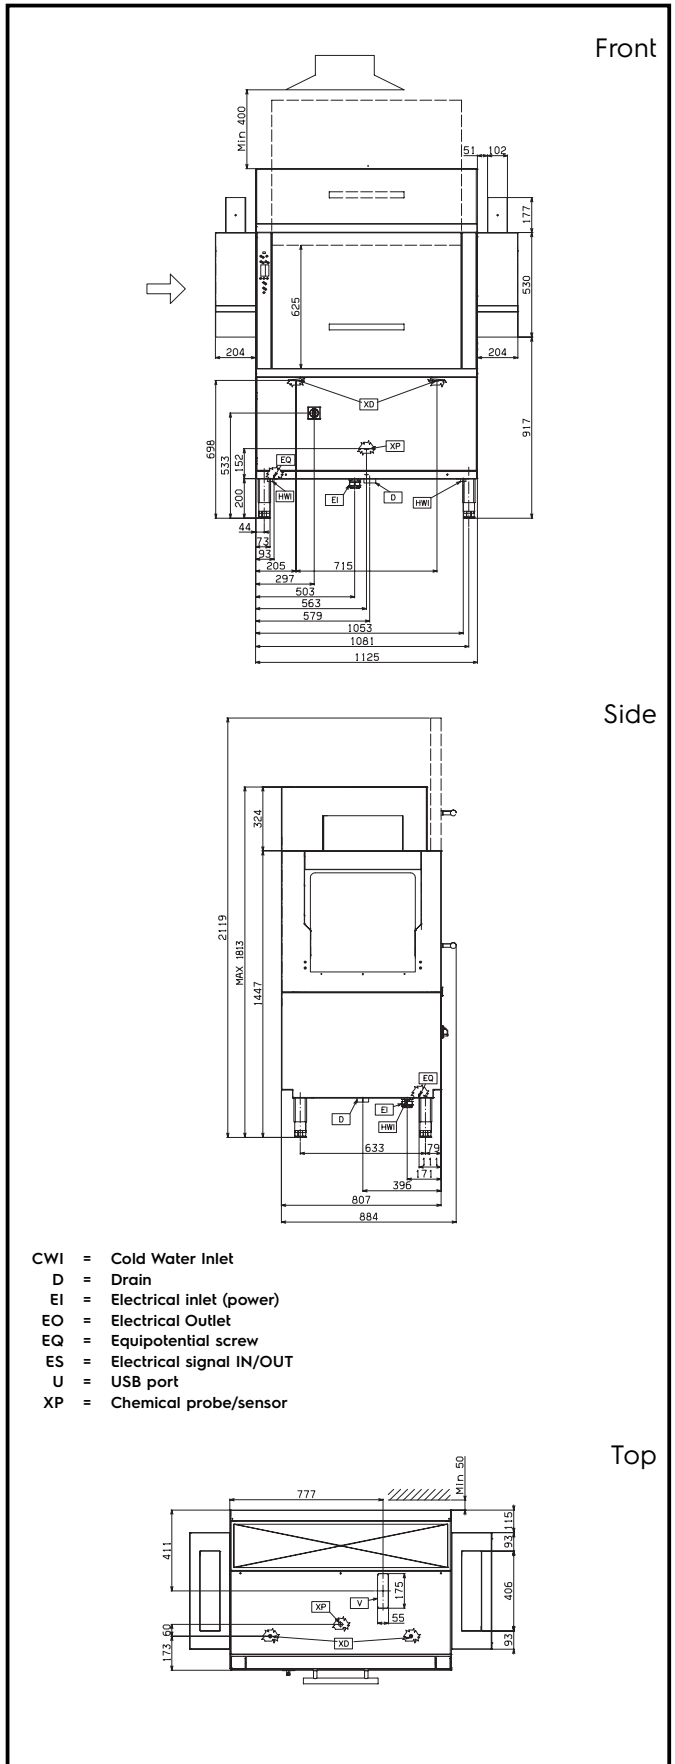 Front
Min 400
51
102
177
530
625
204
204
XD
917
XP
698
533
152
EQ
200
HWI
EI
D
HWI
44
73
93
205
715
297
503
563
579
1053
1081
1125
Side
324
2119
MAX 1813
1447
EQ
D
EI
HWI
633
79
111
171
396
807
884
CWI = Cold Water Inlet
D = Drain
EI = Electrical inlet (power)
EO = Electrical Outlet
EQ = Equipotential screw
ES = Electrical signal IN/OUT
U = USB port
XP = Chemical probe/sensor
Top
Min 50
777
115
93
411
175
406
V
XP
55
60
XD
93
173